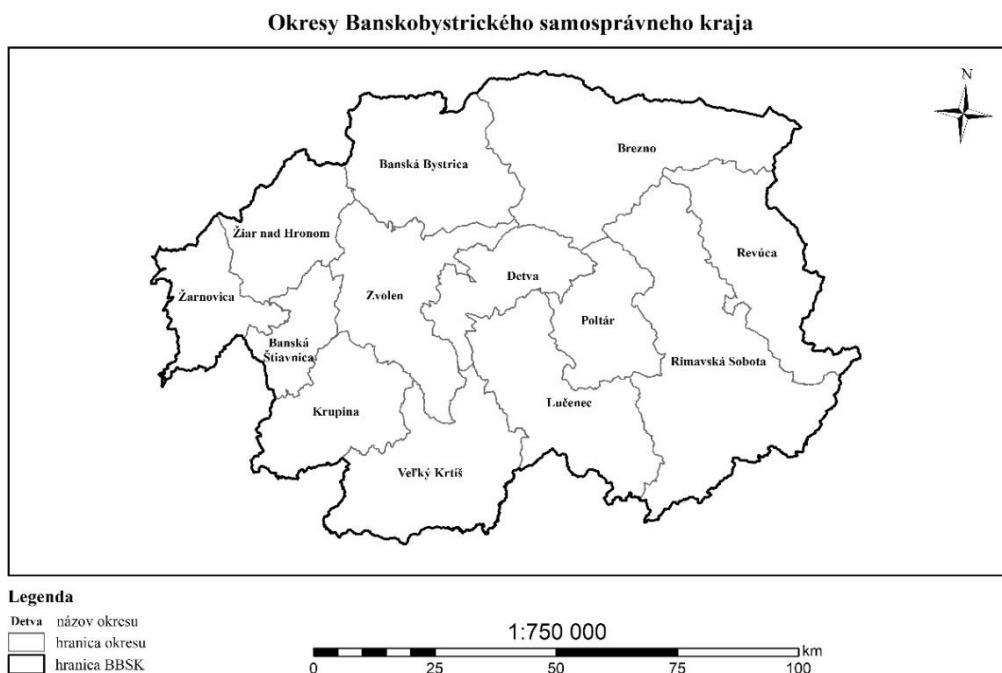 Okresy Banskobystrického samosprávneho kraja
N
Brezno
Banská Bystrica
Žiar nad Hronom
Revúca
Detva
Zvolen
Žarnovica
Poltár
Banská
Štiavnica
Rimavská Sobota
Lučenec
Krupina
Veľký Krtíš
Legenda
Detva názov okresu
hranica okresu
hranica BBSK
1:750 000
km
0 25 50 75 100